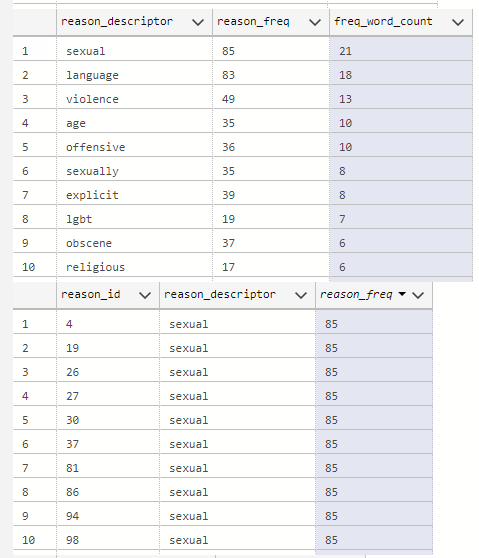 reason_descriptor reason_freq freq_word_count
1 sexual 85 21
2 language 83 18
3 violence 49 13
4 age 35 10
5 offensive 36 10
6 sexually 35 8
7 explicit 39 8
8 lgbt 19 7
9 obscene 37 6
10 religious 17 6
reason_id reason_descriptor reason_freq
1 4 sexual 85
2 19 sexual 85
3 26 sexual 85
4 27 sexual 85
5 30 sexual 85
6 37 sexual 85
7 81 sexual 85
8 86 sexual 85
9 94 sexual 85
10 98 sexual 85